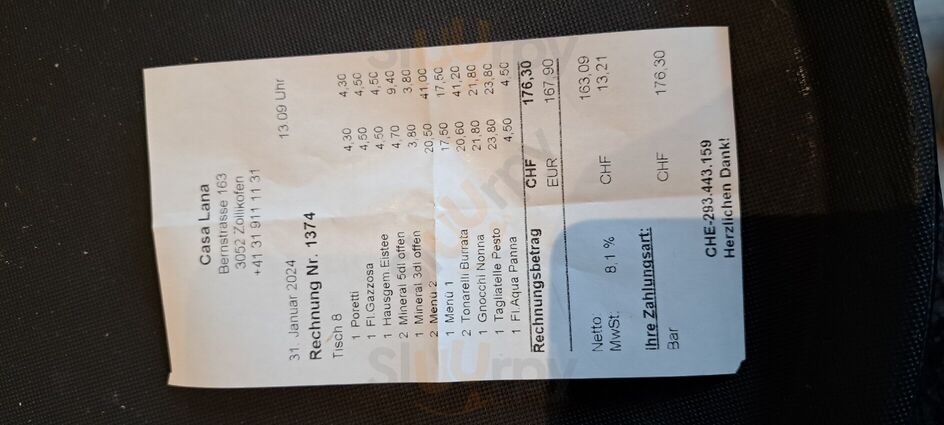 Casa Lana
Bernstrasse 163
3052 Zollikofen
+41 31 911 11 31
31. Januar 2024 13 09 Uhr
Rechnung Nr. 1374
Tisch 8
1 Poretti 4,30 4,30
1 Fl.Gazzosa 4,50 4,50
1 Hausgem Eistee 4,50 4,50
2 Mineral 5dl offen 4,70 9,40
1 Mineral 3dl offen 3,80 3,80
2 Menü 2 20,50 41,00
1 Menü 1 17,50 17,50
2 Tonarelli Burrata 20,60 41,20
1 Gnocchi Nonna 21,80 21,80
1 Tagliatelle Pesto 23,80 23,80
1 Fl.Aqua Panna 4,50 4,50
Rechnungsbetrag CHF 176,30
EUR 167,90
Netto 163,09
MwSt. 8,1 % CHF 13,21
Ihre Zahlungsart:
Bar CHF 176,30
CHE-293.443.159
Herzlichen Dank!
Sluurpy
Sluurpy
Sluurpy